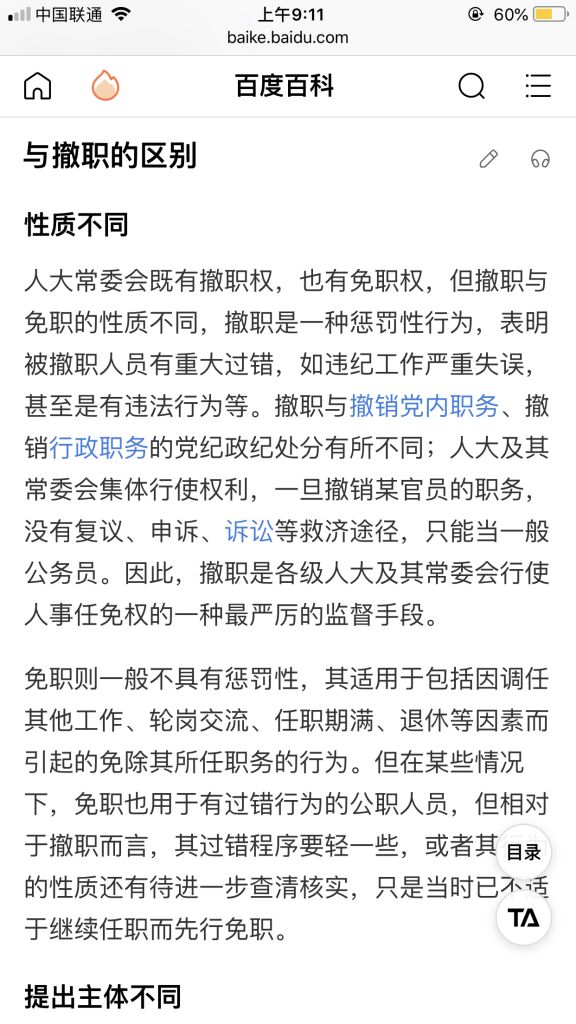 中国联通
上午9:11
60%
baike.baidu.com
百度百科
与撤职的区别
性质不同
人大常委会既有撤职权，也有免职权，但撤职与
免职的性质不同，撤职是一种惩罚性行为，表明
被撤职人员有重大过错，如违纪工作严重失误，
甚至是有违法行为等。撤职与撤销党内职务、撤
销行政职务的党纪政纪处分有所不同；人大及其
常委会集体行使权利，一旦撤销某官员的职务，
没有复议、申诉、诉讼等救济途径，只能当一般
公务员。因此，撤职是各级人大及其常委会行使
人事任免权的一种最严厉的监督手段。
免职则一般不具有惩罚性，其适用于包括因调任
其他工作、轮岗交流、任职期满、退休等因素而
引起的免除其所任职务的行为。但在某些情况
下，免职也用于有过错行为的公职人员，但相对
于撤职而言，其过错程序要轻一些，或者其
的性质还有待进一步查清核实，只是当时已不适
于继续任职而先行免职。
目录
TA
提出主体不同